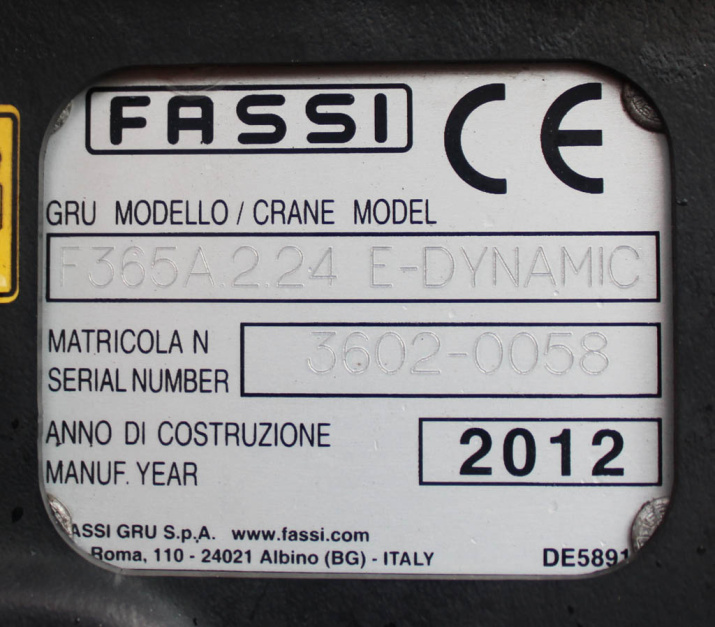 FASSI CE
GRU MODELLO / CRANE MODEL
F365A.2.24 E-DYNAMIC
MATRICOLA N
SERIAL NUMBER
3602-0058
ANNO DI COSTRUZIONE
MANUF. YEAR
2012
ASSI GRU S.p.A. www.fassi.com
Roma, 110 - 24021 Albino (BG) - ITALY
DE5891